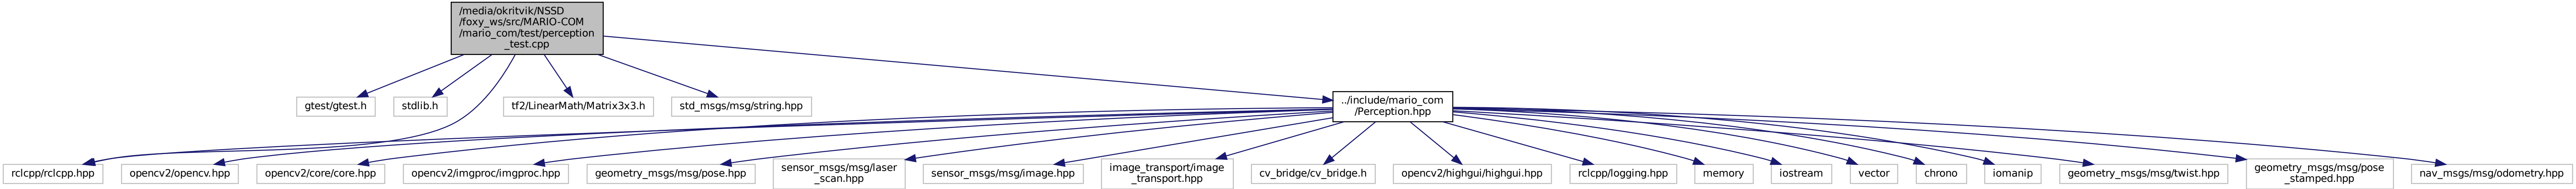 /media/okritvik/NSSD
/foxy_ws/src/MARIO-COM
/mario_com/test/perception
_test.cpp
gtest/gtest.h
stdlib.h
tf2/LinearMath/Matrix3x3.h
std_msgs/msg/string.hpp
../include/mario_com
/Perception.hpp
rclcpp/rclcpp.hpp
opencv2/opencv.hpp
opencv2/core/core.hpp
opencv2/imgproc/imgproc.hpp
geometry_msgs/msg/pose.hpp
sensor_msgs/msg/laser
_scan.hpp
sensor_msgs/msg/image.hpp
image_transport/image
_transport.hpp
cv_bridge/cv_bridge.h
opencv2/highgui/highgui.hpp
rclcpp/logging.hpp
memory
iostream
vector
chrono
iomanip
geometry_msgs/msg/twist.hpp
geometry_msgs/msg/pose
_stamped.hpp
nav_msgs/msg/odometry.hpp